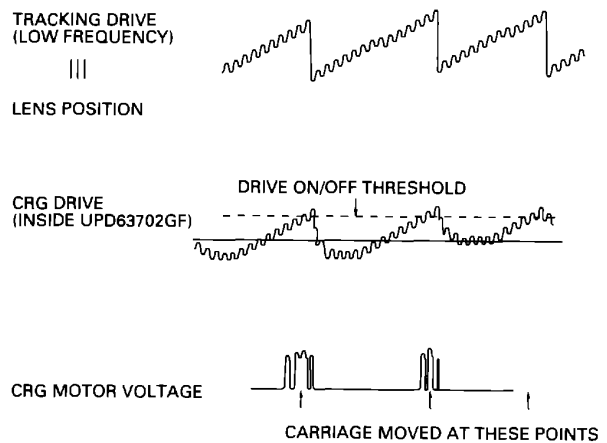 TRACKING DRIVE
(LOW FREQUENCY)
LENS POSITION
DRIVE ON/OFF THRESHOLD
CRG DRIVE
(INSIDE UPD63702GF)
CRG MOTOR VOLTAGE
CARRIAGE MOVED AT THESE POINTS